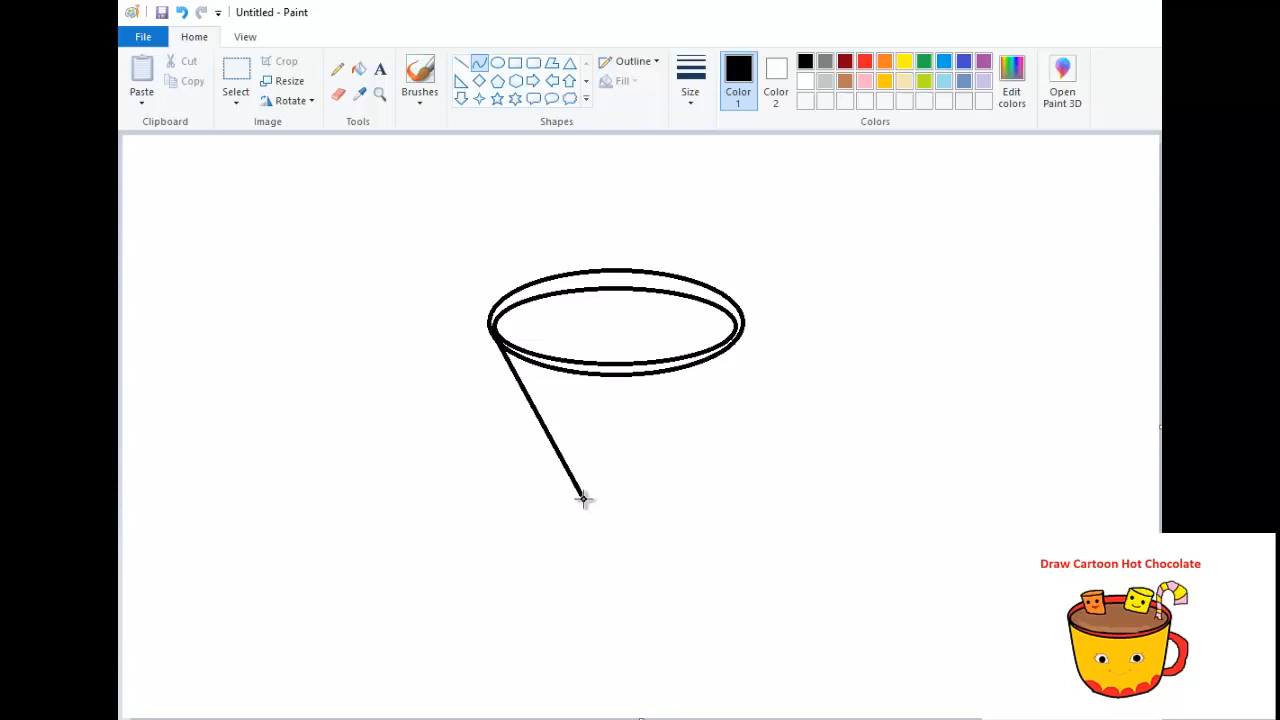 Untitled - Paint
File
Home
View
Paste
Cut
Copy
Clipboard
Select
Crop
Resize
Rotate
Image
A
Tools
Brushes
Outline
Fill
Shapes
Size
Color
1
Color
2
Edit
colors
Colors
Open
Paint 3D
Draw Cartoon Hot Chocolate